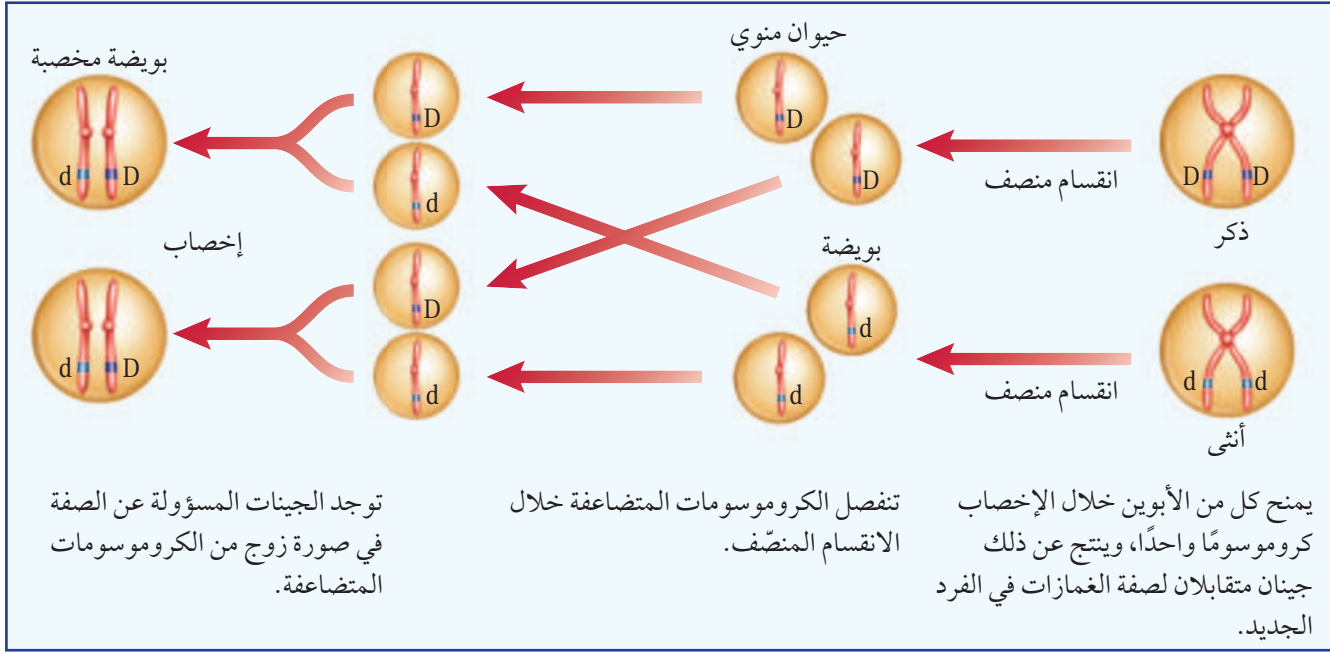 حيوان منوي
بويضة مخصبة
D
D
D
D
D
d
D
d
انقسام منصف
ذكر
بويضة
إخصاب
D
d
d
d
D
d
d
d
انقسام منصف
أنثى
يمنح كل من الأبوين خلال الإخصاب
كروموسومًا واحدًا، وينتج عن ذلك
جينان متقابلان لصفة الغمازات في الفرد
الجديد.
تنفصل الكروموسومات المتضاعفة خلال
الانقسام المنصّف.
توجد الجينات المسؤولة عن الصفة
في صورة زوج من الكروموسومات
المتضاعفة.